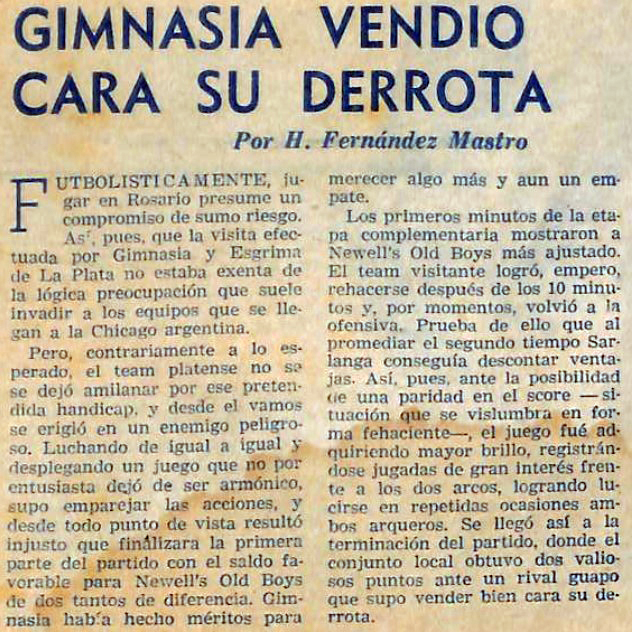 GIMNASIA VENDIO
CARA SU DERROTA
Por H. Fernández Mastro
FUTBOLISTICAMENTE, ju-
gar en Rosario presume un
compromiso de sumo riesgo.
Así, pues, que la visita efec-
tuada por Gimnasia y Esgrima
de La Plata no estaba exenta de
la lógica preocupación que suele
invadir a los equipos que se lle-
gan a la Chicago argentina.
Pero, contrariamente a lo es-
perado, el team platense no se
se dejó amilanar por ese preten-
dida handicap, y desde el vamos
se erigió en un enemigo peligro-
so. Luchando de igual a igual y
desplegando un juego que no por
entusiasta dejó de ser armónico,
supo emparejar las acciones, y
desde todo punto de vista resultó
injusto que finalizara la primera
parte del partido con el saldo fa-
vorable para Newell's Old Boys
de dos tantos de diferencia. Gim-
nasia había hecho méritos para
merecer algo más y aun un em-
pate.
Los primeros minutos de la eta-
pa complementaria mostraron a
Newell's Old Boys más ajustado.
El team visitante logró, empero,
rehacerse después de los 10 minu-
tos y, por momentos, volvió a la
ofensiva. Prueba de ello que al
promediar el segundo tiempo Sar-
langa conseguía descontar venta-
jas. Así, pues, ante la posibilidad
de una paridad en el score —si-
tuación que se vislumbra en for-
ma fehaciente—, el juego fué ad-
quiriendo mayor brillo, registrán-
dose jugadas de gran interés fren-
te a los dos arcos, logrando lu-
cirse en repetidas ocasiones am-
bos arqueros. Se llegó así a la
terminación del partido, donde el
conjunto local obtuvo dos valio-
sos puntos ante un rival guapo
que supo vender bien cara su de-
rrota.